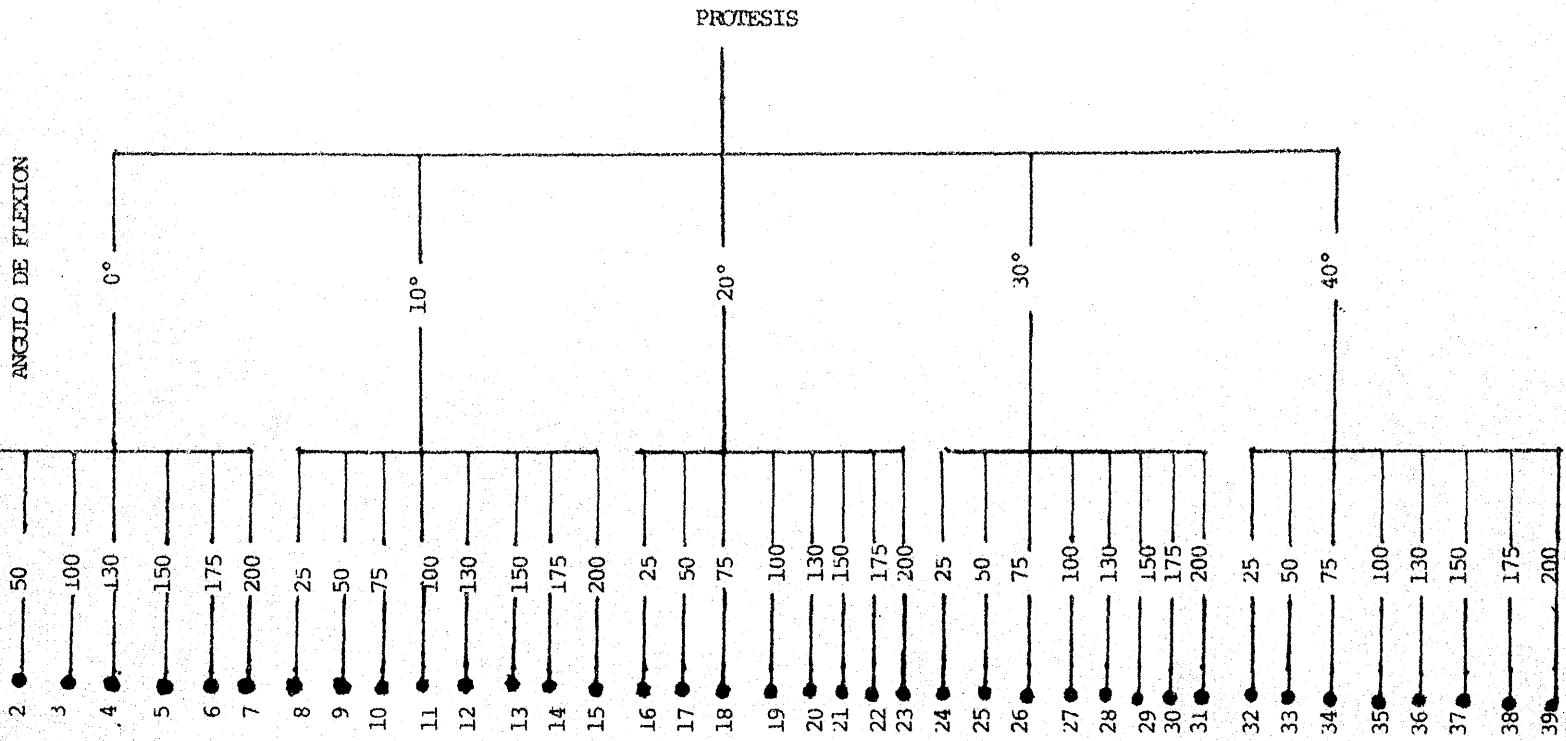 PROTESIS
ANGULO DE FLEXION
0° 10° 20° 30° 40°
50 100 130 150 175 200 25 50 75 100 130 150 175 200 25 50 75 100 130 150 175 200 25 50 75 100 130 150 175 200 25 50 75 100 130 150 175 200
2 3 4 5 6 7 8 9 10 11 12 13 14 15 16 17 18 19 20 21 22 23 24 25 26 27 28 29 30 31 32 33 34 35 36 37 38 39